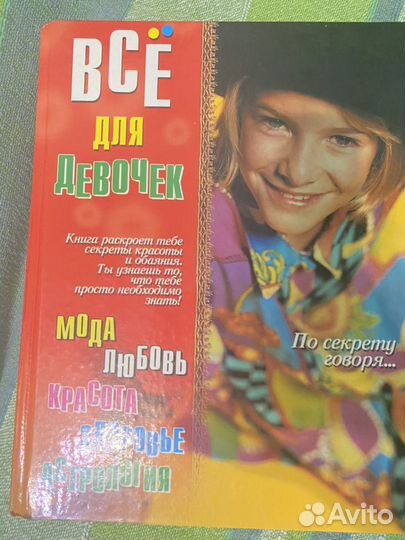 ВСЁ
для
девочек
Книга раскроет тебе
секреты красоты
и обаяния.
Ты узнаешь то,
что тебе
просто необходимо
знать!
По секрету
говоря...
МОДА
ЛЮБОВЬ
КРАСОТА
ЗДОРОВЬЕ
АСТРОЛОГИЯ
Avito